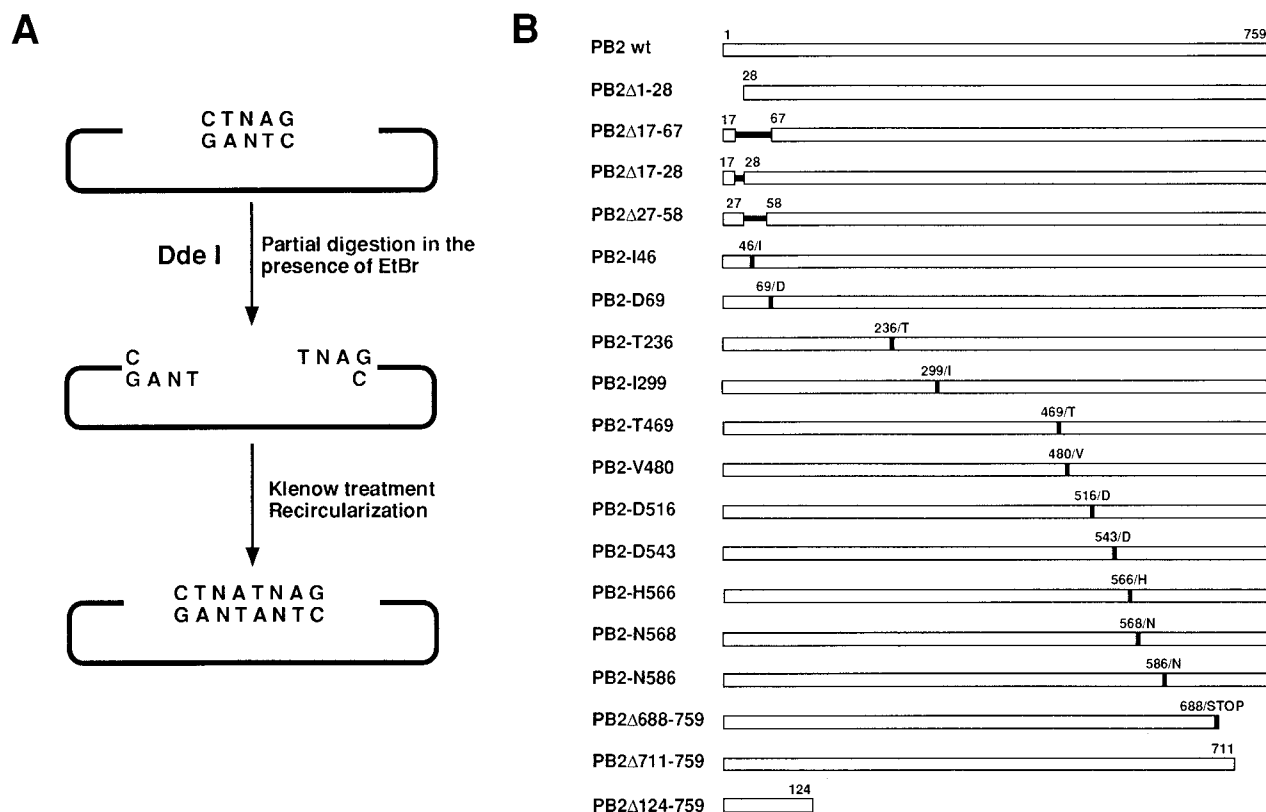 A
CTNAG
GANTC
Dde I
Partial digestion in the
presence of EtBr
C
GANT
TNAG
C
Klenow treatment
Recircularization
CTNATNAG
GANTANTC
B
1 759
PB2 wt
28
PB2Δ1-28
17 67
PB2Δ17-67
17 28
PB2Δ17-28
27 58
PB2Δ27-58
46/I
PB2-I46
69/D
PB2-D69
236/T
PB2-T236
299/I
PB2-I299
469/T
PB2-T469
480/V
PB2-V480
516/D
PB2-D516
543/D
PB2-D543
566/H
PB2-H566
568/N
PB2-N568
586/N
PB2-N586
688/STOP
PB2Δ688-759
711
PB2Δ711-759
124
PB2Δ124-759